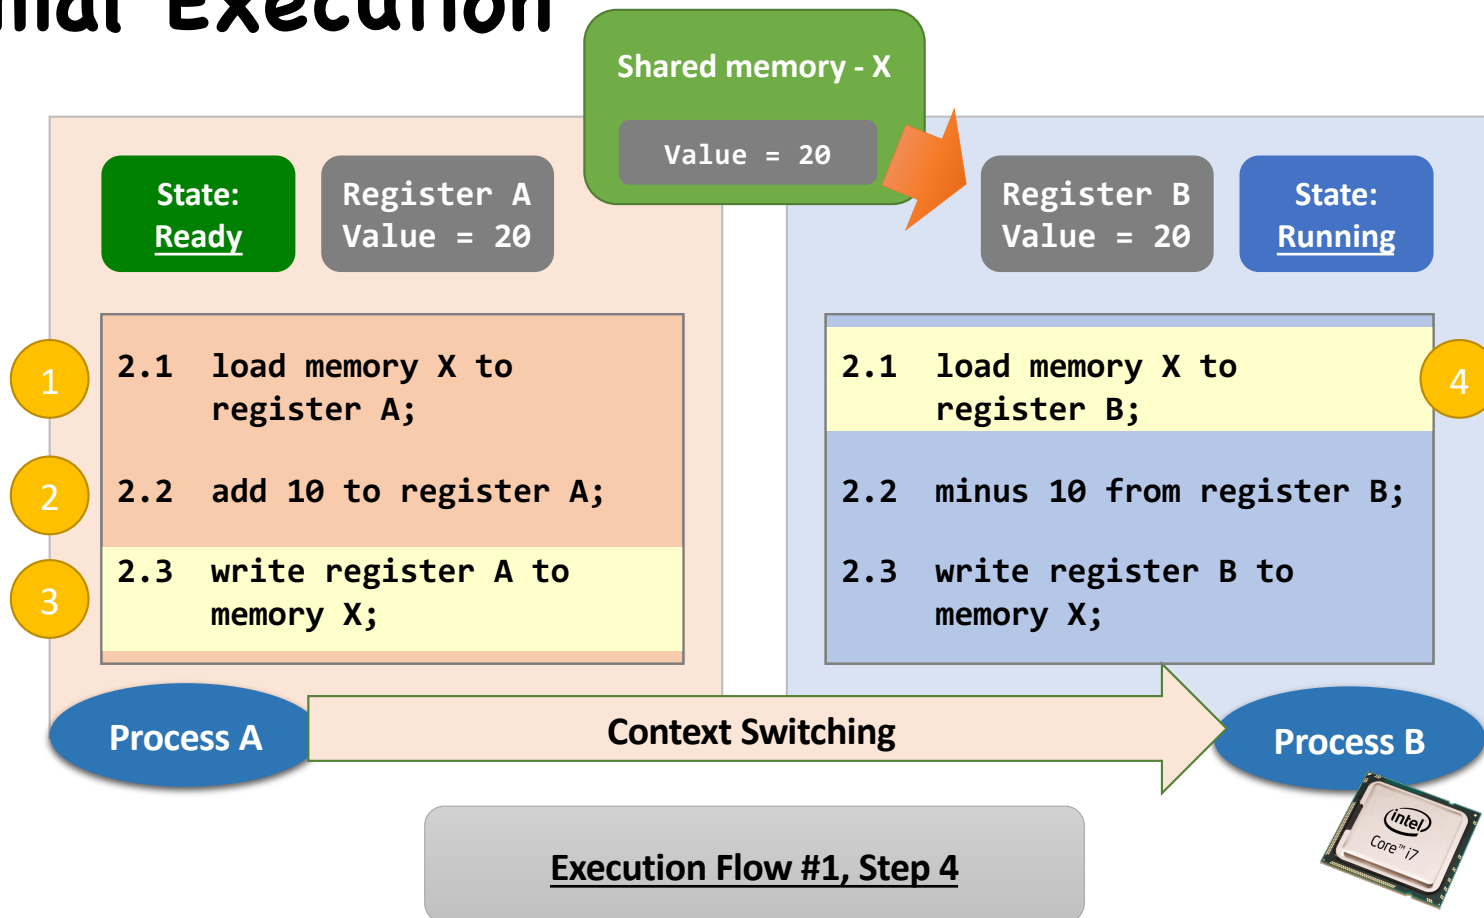 Execution
Shared memory - X
Value = 20
State:
Ready
Register A
Value = 20
Register B
Value = 20
State:
Running
1
2.1 load memory X to
register A;
2
2.2 add 10 to register A;
3
2.3 write register A to
memory X;
2.1 load memory X to
register B;
4
2.2 minus 10 from register B;
2.3 write register B to
memory X;
Process A
Context Switching
Process B
intel
Core™ i7
Execution Flow #1, Step 4